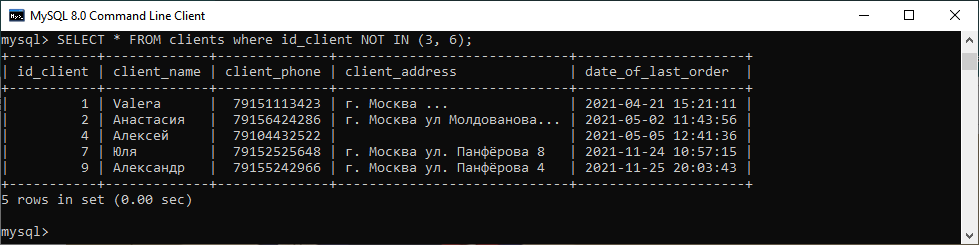 MySQL 8.0 Command Line Client
mysql> SELECT * FROM clients where id_client NOT IN (3, 6);
+-----------+-------------+--------------+----------------------------+---------------------+
| id_client | client_name | client_phone | client_address             | date_of_last_order  |
+-----------+-------------+--------------+----------------------------+---------------------+
|         1 | Valera      |  79151113423 | г. Москва ...              | 2021-04-21 15:21:11 |
|         2 | Анастасия   |  79156424286 | г. Москва ул Молдованова... | 2021-05-02 11:43:56 |
|         4 | Алексей     |  79104432522 |                            | 2021-05-05 12:41:36 |
|         7 | Юля         |  79152525648 | г. Москва ул. Панфёрова 8  | 2021-11-24 10:57:15 |
|         9 | Александр   |  79155242966 | г. Москва ул. Панфёрова 4  | 2021-11-25 20:03:43 |
+-----------+-------------+--------------+----------------------------+---------------------+
5 rows in set (0.00 sec)
mysql>